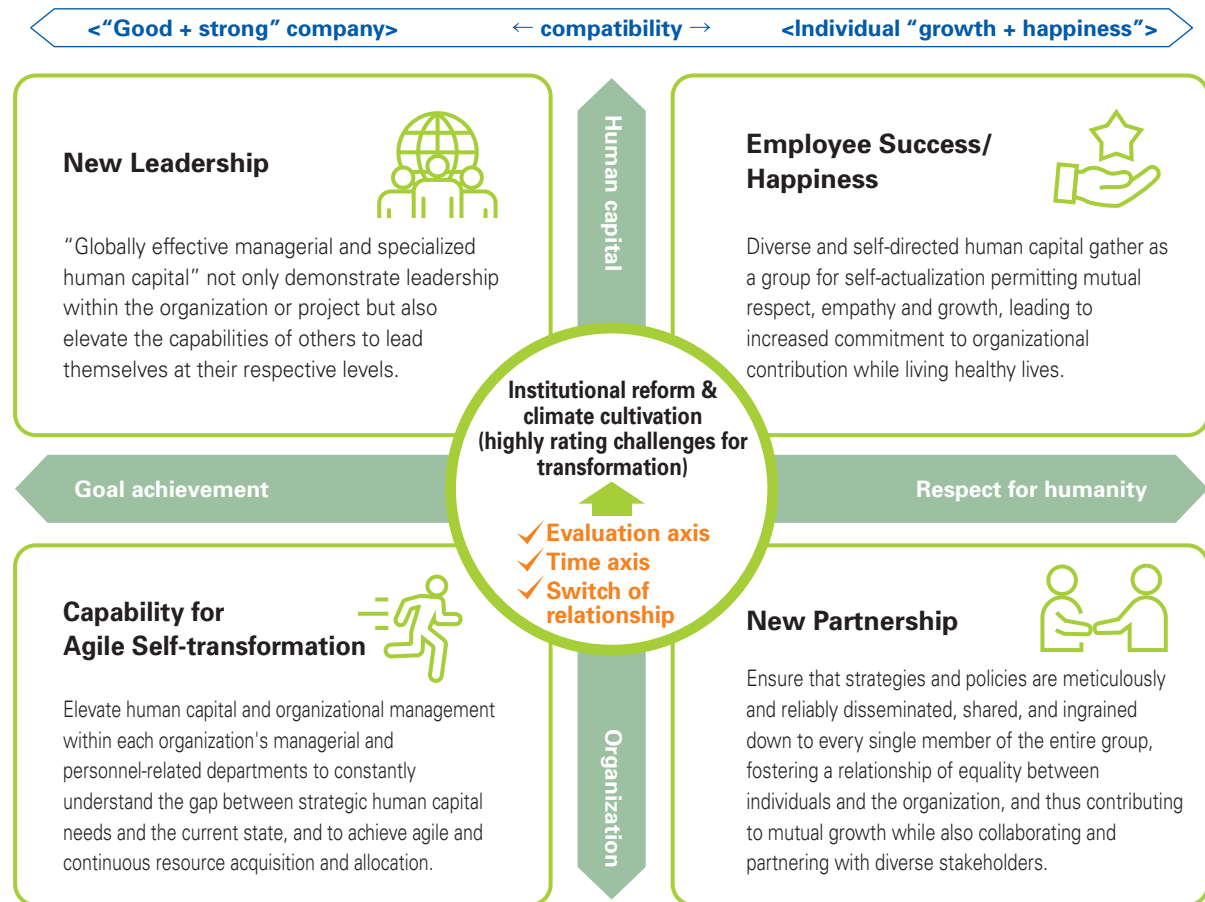 <"Good + strong" company> ← compatibility → <Individual "growth + happiness">
New Leadership
"Globally effective managerial and specialized
human capital" not only demonstrate leadership
within the organization or project but also
elevate the capabilities of others to lead
themselves at their respective levels.
Human capital
Employee Success/
Happiness
Diverse and self-directed human capital gather as
a group for self-actualization permitting mutual
respect, empathy and growth, leading to
increased commitment to organizational
contribution while living healthy lives.
Goal achievement
Institutional reform &
climate cultivation
(highly rating challenges for
transformation)
✓ Evaluation axis
✓ Time axis
✓ Switch of
relationship
Respect for humanity
Capability for
Agile Self-transformation
Elevate human capital and organizational management
within each organization's managerial and
personnel-related departments to constantly
understand the gap between strategic human capital
needs and the current state, and to achieve agile and
continuous resource acquisition and allocation.
Organization
New Partnership
Ensure that strategies and policies are meticulously
and reliably disseminated, shared, and ingrained
down to every single member of the entire group,
fostering a relationship of equality between
individuals and the organization, and thus contributing
to mutual growth while also collaborating and
partnering with diverse stakeholders.